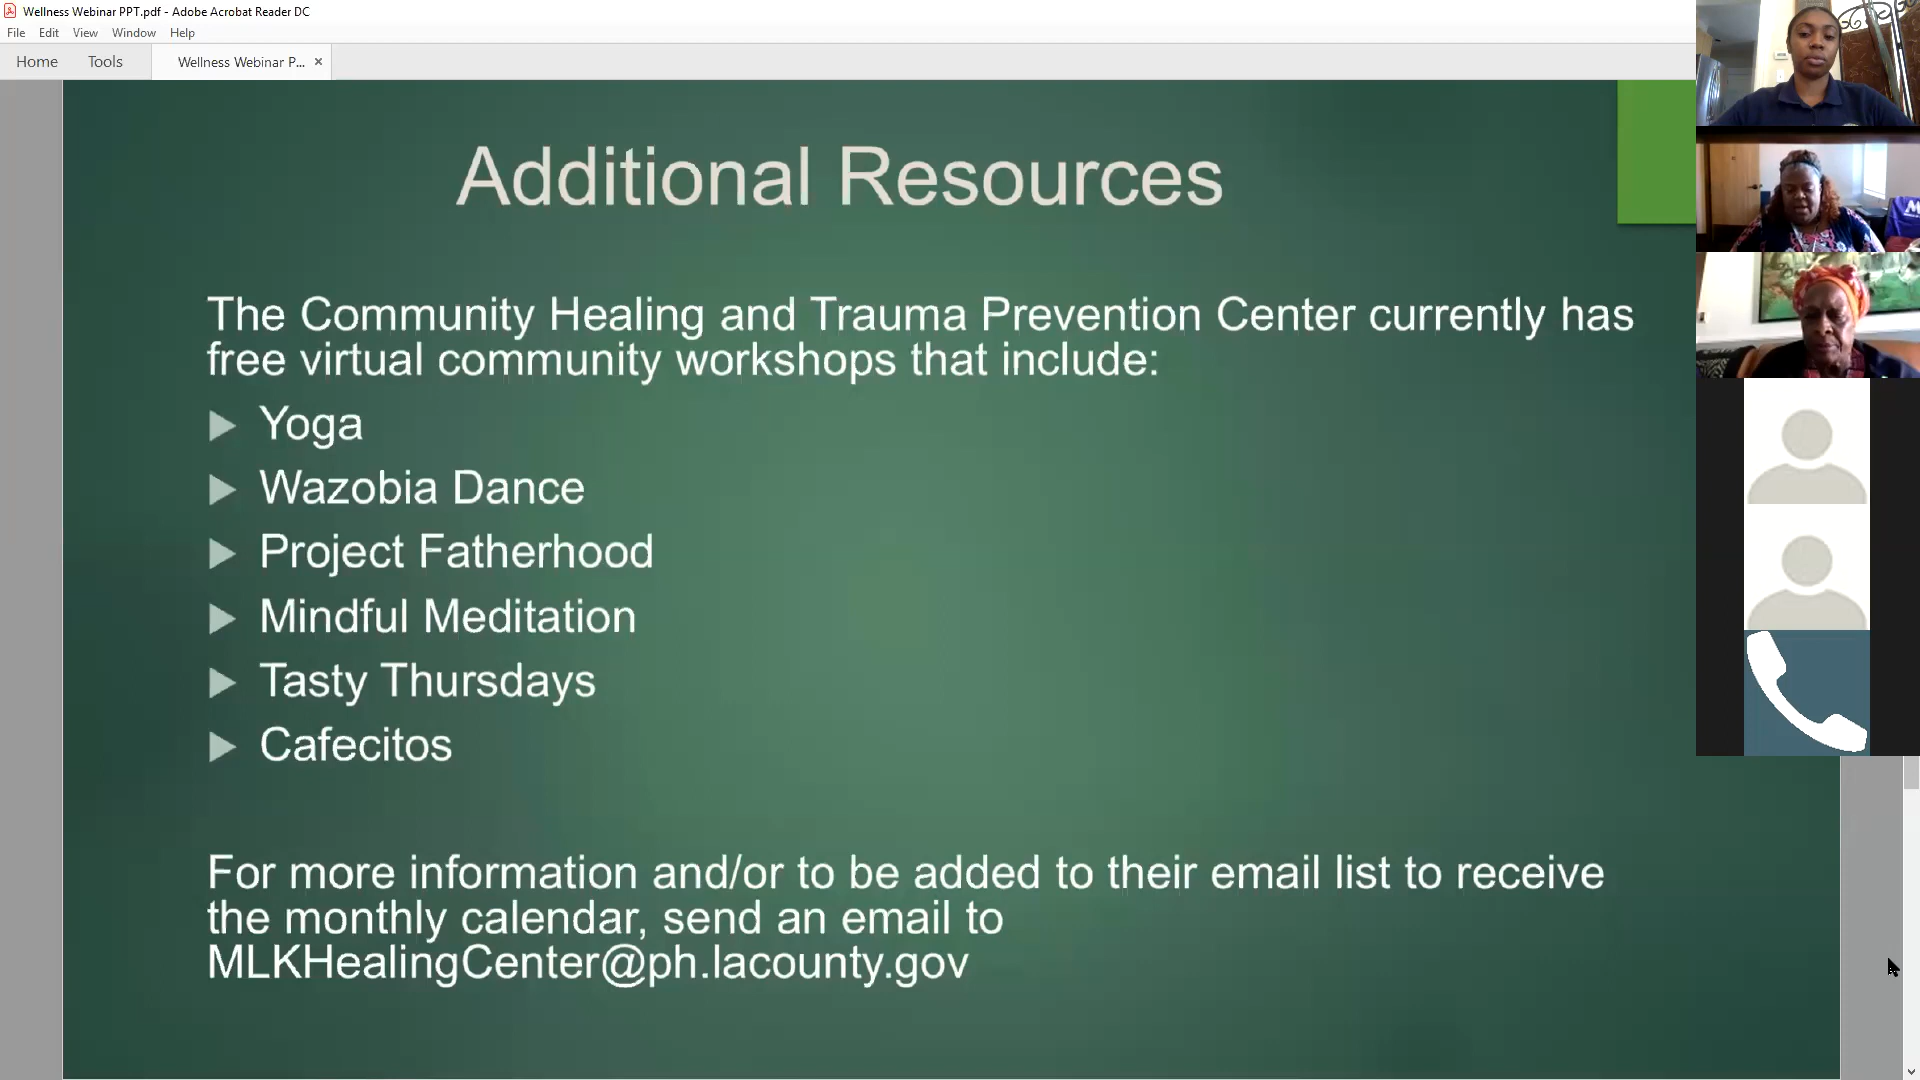 Wellness Webinar PPT.pdf - Adobe Acrobat Reader DC
File Edit View Window Help
Home Tools Wellness Webinar P... ×
Additional Resources
The Community Healing and Trauma Prevention Center currently has
free virtual community workshops that include:
Yoga
Wazobia Dance
Project Fatherhood
Mindful Meditation
Tasty Thursdays
Cafecitos
For more information and/or to be added to their email list to receive
the monthly calendar, send an email to
MLKHealingCenter@ph.lacounty.gov